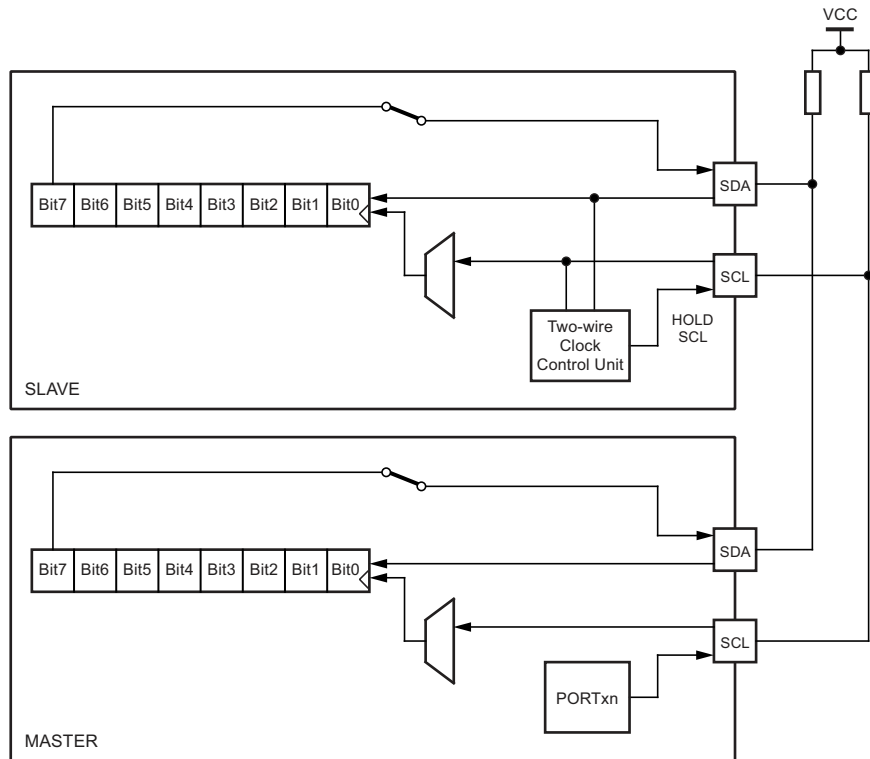 VCC
Bit7 Bit6 Bit5 Bit4 Bit3 Bit2 Bit1 Bit0
SDA
SCL
Two-wire
Clock
Control Unit
HOLD
SCL
SLAVE
Bit7 Bit6 Bit5 Bit4 Bit3 Bit2 Bit1 Bit0
SDA
SCL
PORTxn
MASTER